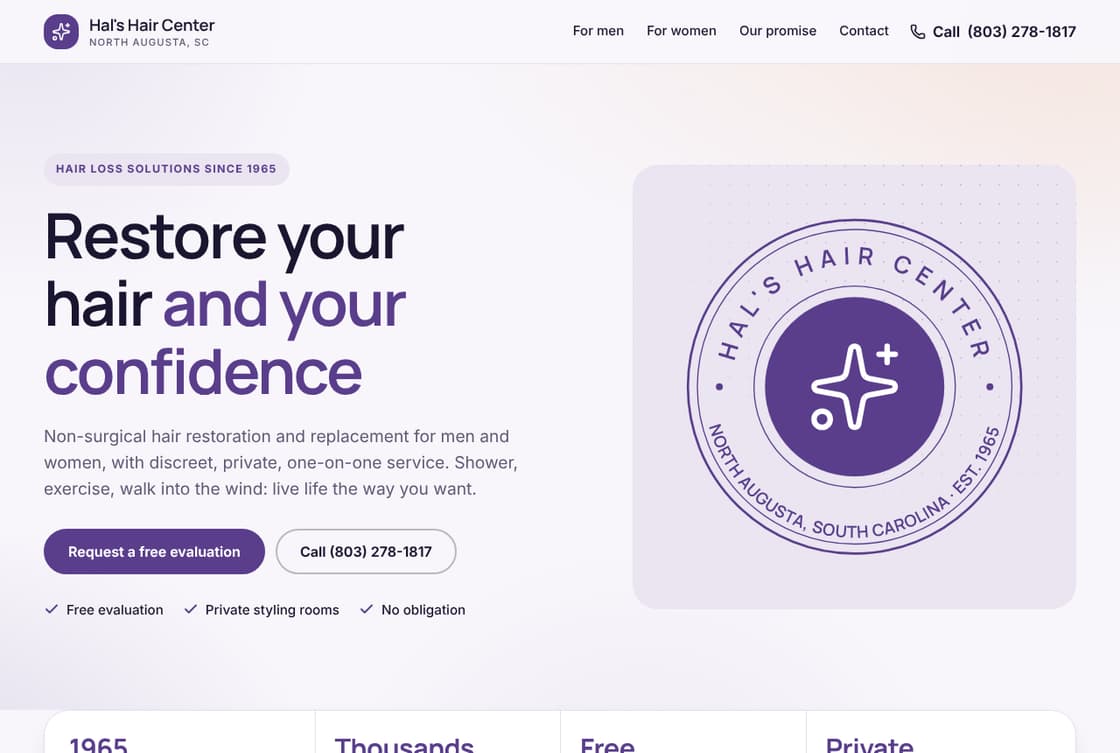 Hal's Hair Center
NORTH AUGUSTA, SC
For men
For women
Our promise
Contact
Call (803) 278-1817
HAIR LOSS SOLUTIONS SINCE 1965
Restore your
hair and your
confidence
Non-surgical hair restoration and replacement for men and
women, with discreet, private, one-on-one service. Shower,
exercise, walk into the wind: live life the way you want.
Request a free evaluation
Call (803) 278-1817
Free evaluation
Private styling rooms
No obligation
HAL'S HAIR CENTER
NORTH AUGUSTA, SOUTH CAROLINA · EST. 1965
1965
Thousands
Free
Private